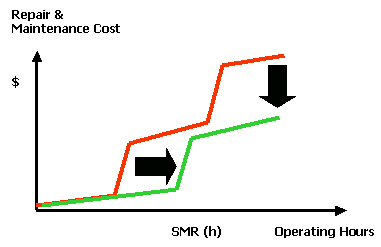 Repair &
Maintenance Cost
$
SMR (h)
Operating Hours